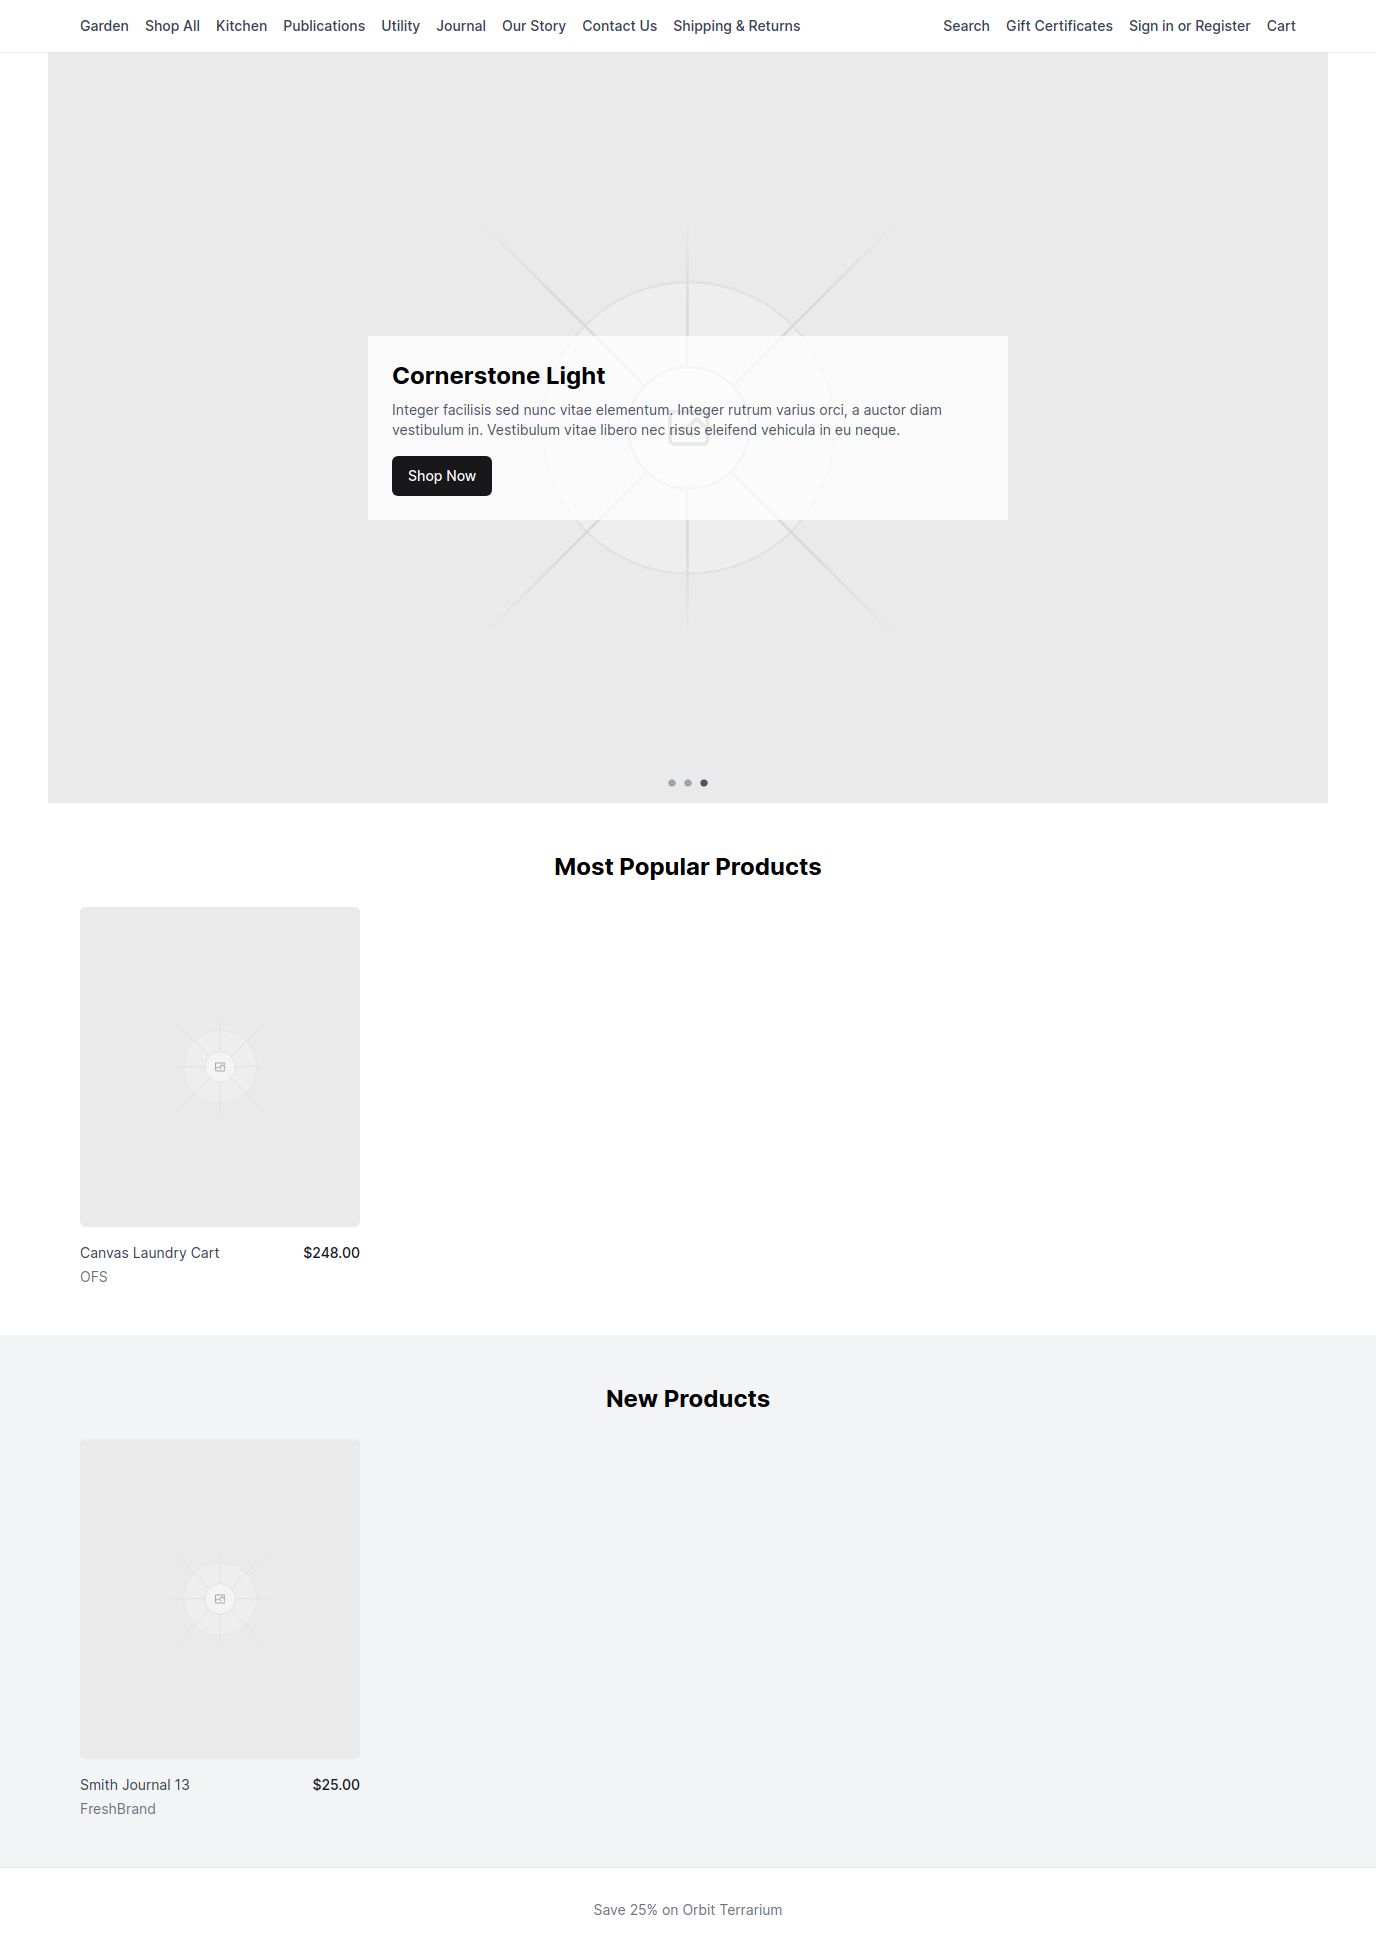 Garden Shop All Kitchen Publications Utility Journal Our Story Contact Us Shipping & Returns Search Gift Certificates Sign in or Register Cart
Cornerstone Light
Integer facilisis sed nunc vitae elementum. Integer rutrum varius orci, a auctor diam
vestibulum in. Vestibulum vitae libero nec risus eleifend vehicula in eu neque.
Shop Now
Most Popular Products
Canvas Laundry Cart $248.00
OFS
New Products
Smith Journal 13 $25.00
FreshBrand
Save 25% on Orbit Terrarium